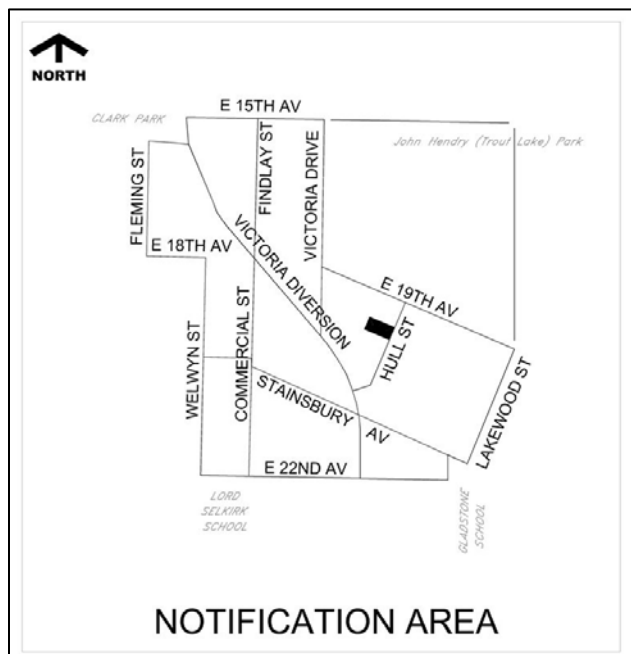 NORTH
E 15TH AV
CLARK PARK
John Hendry (Trout Lake) Park
FLEMING ST
FINDLAY ST
VICTORIA DRIVE
E 18TH AV
VICTORIA DIVERSION
E 19TH AV
WELWYN ST
COMMERCIAL ST
HULL ST
STAINSBURY AV
LAKEWOOD ST
E 22ND AV
LORD
SELKIRK
SCHOOL
GLADSTONE
SCHOOL
NOTIFICATION AREA